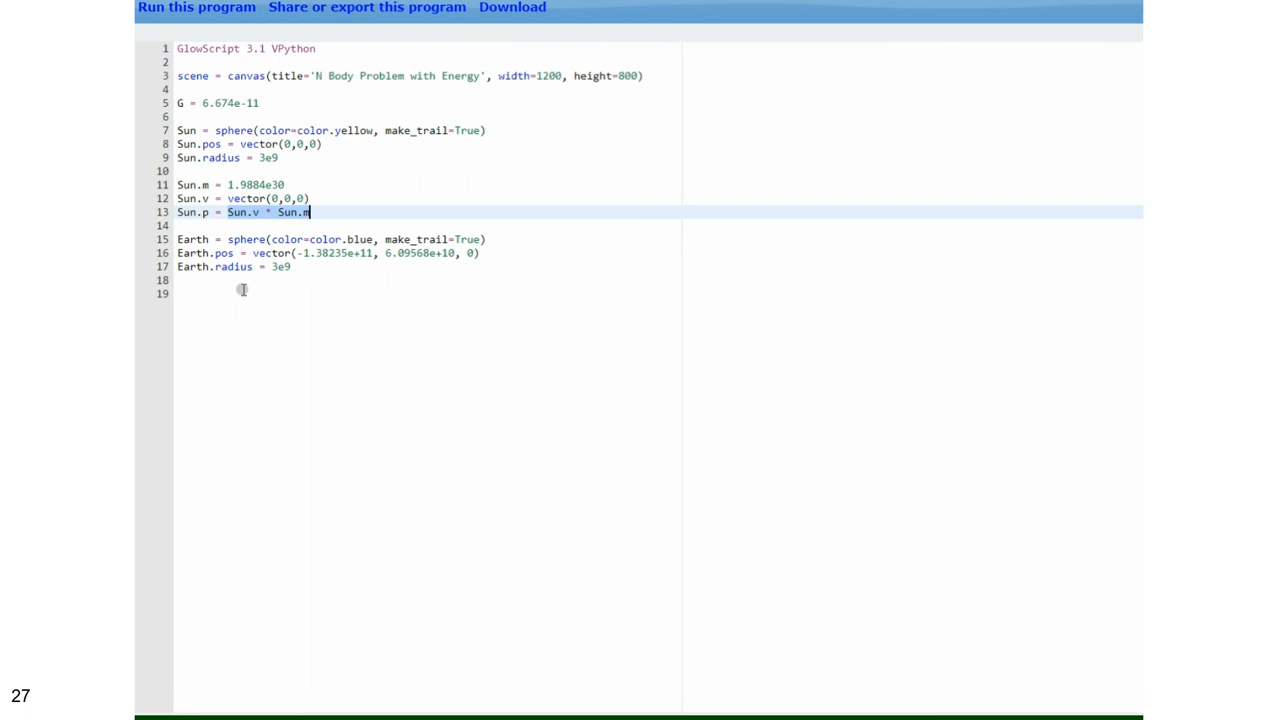 Run this program Share or export this program Download
1 GlowScript 3.1 VPython
2
3 scene = canvas(title='N Body Problem with Energy', width=1200, height=800)
4
5 G = 6.674e-11
6
7 Sun = sphere(color=color.yellow, make_trail=True)
8 Sun.pos = vector(0,0,0)
9 Sun.radius = 3e9
10
11 Sun.m = 1.9884e30
12 Sun.v = vector(0,0,0)
13 Sun.p = Sun.v * Sun.m
14
15 Earth = sphere(color=color.blue, make_trail=True)
16 Earth.pos = vector(-1.38235e+11, 6.09568e+10, 0)
17 Earth.radius = 3e9
18
19
27